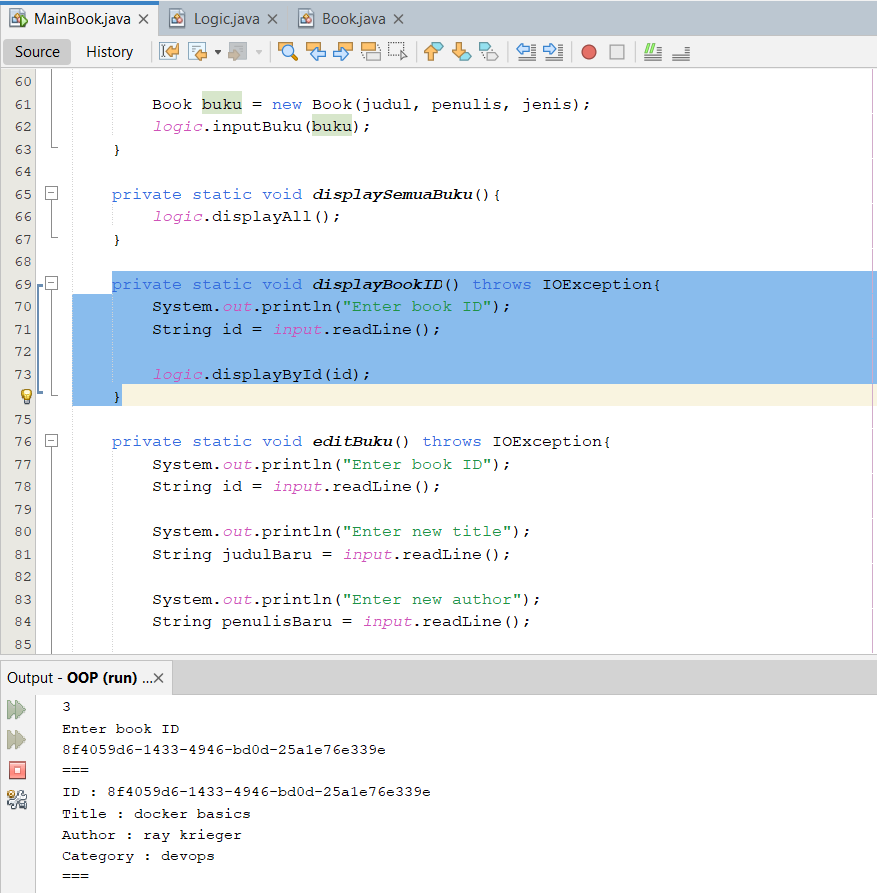 MainBook.java
Logic.java
Book.java
Source
History
60
61 Book buku = new Book(judul, penulis, jenis);
62 logic.inputBuku(buku);
63 }
64
65 private static void displaySemuaBuku(){
66 logic.displayAll();
67 }
68
69 private static void displayBookID() throws IOException{
70 System.out.println("Enter book ID");
71 String id = input.readLine();
72
73 logic.displayById(id);
}
75
76 private static void editBuku() throws IOException{
77 System.out.println("Enter book ID");
78 String id = input.readLine();
79
80 System.out.println("Enter new title");
81 String judulBaru = input.readLine();
82
83 System.out.println("Enter new author");
84 String penulisBaru = input.readLine();
85
Output - OOP (run) ...
3
Enter book ID
8f4059d6-1433-4946-bd0d-25a1e76e339e
===
ID : 8f4059d6-1433-4946-bd0d-25a1e76e339e
Title : docker basics
Author : ray krieger
Category : devops
===